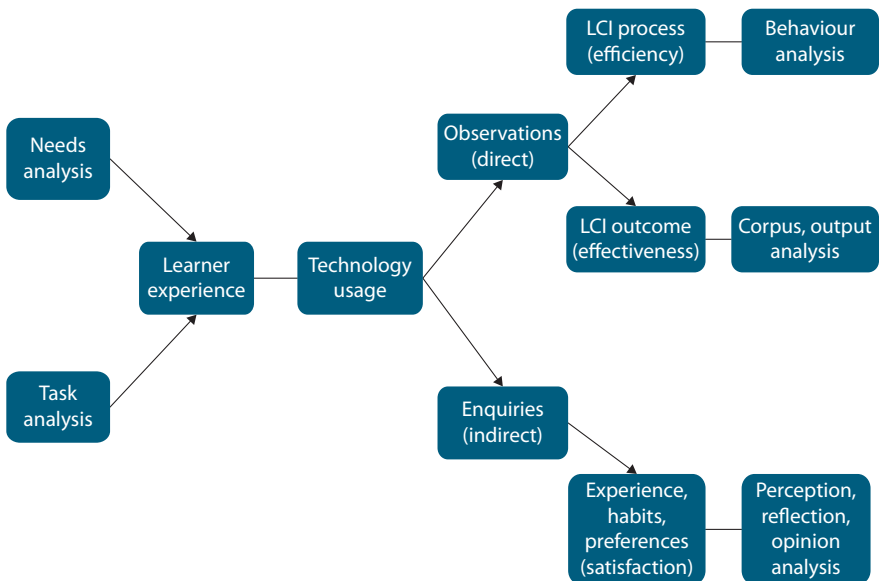 Needs
analysis
Task
analysis
Learner
experience
Technology
usage
Observations
(direct)
LCI process
(efficiency)
Behaviour
analysis
LCI outcome
(effectiveness)
Corpus, output
analysis
Enquiries
(indirect)
Experience,
habits,
preferences
(satisfaction)
Perception,
reflection,
opinion
analysis